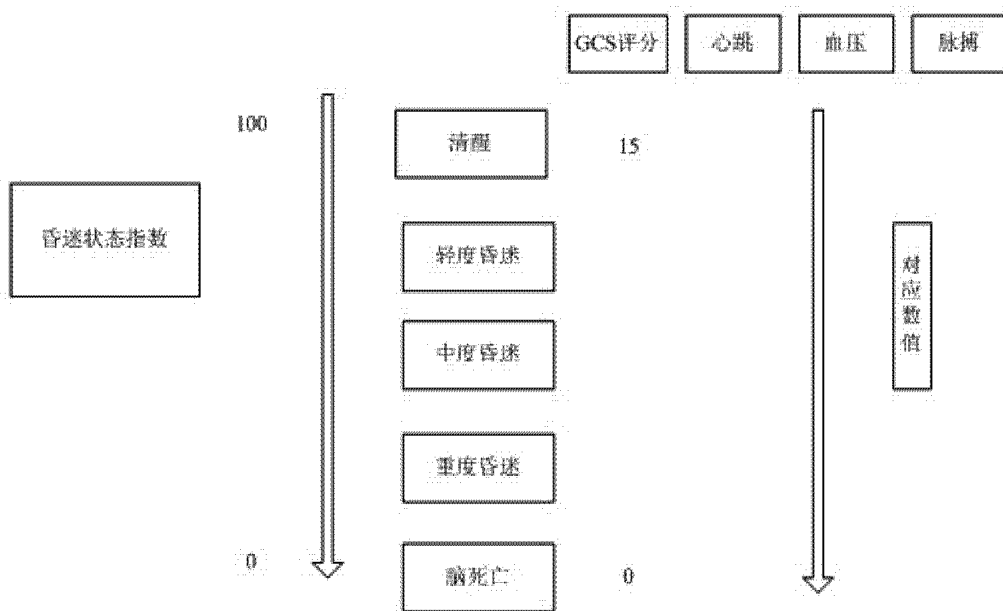 GCS评分 心跳 血压 脉搏
100 清醒 15
昏迷状态指数
轻度昏迷
对应数值
中度昏迷
重度昏迷
0 脑死亡 0